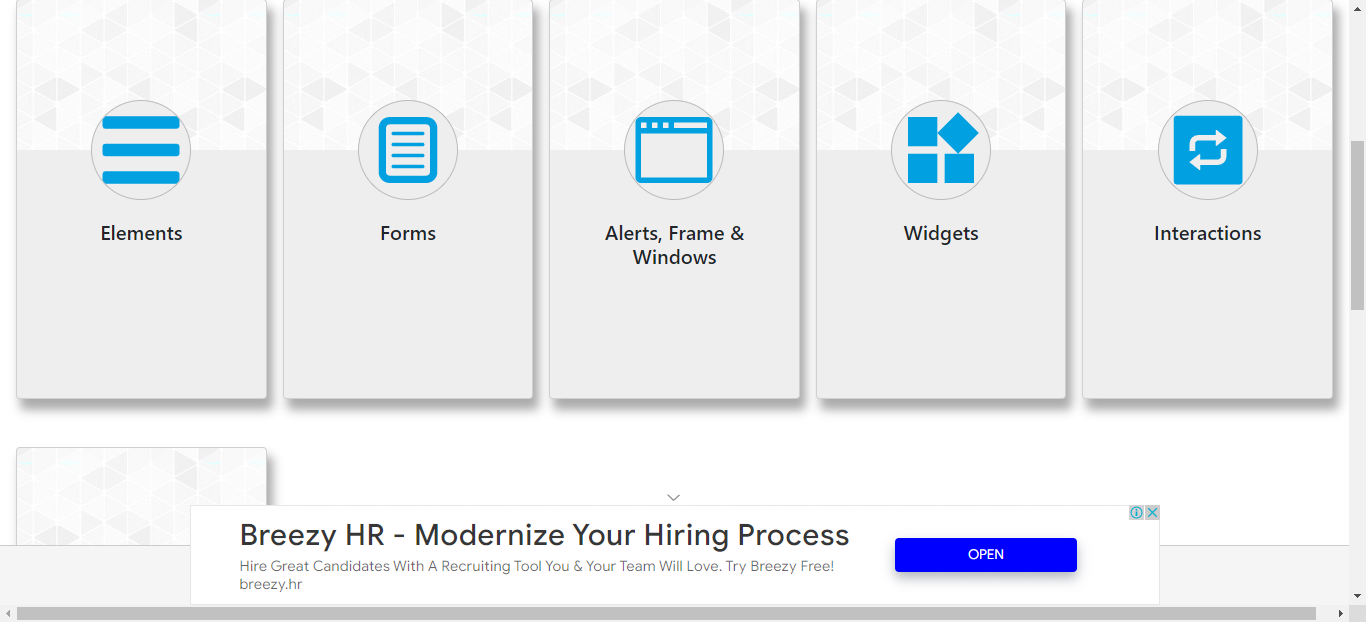 Elements
Forms
Alerts, Frame &
Windows
Widgets
Interactions
Breezy HR - Modernize Your Hiring Process
Hire Great Candidates With A Recruiting Tool You & Your Team Will Love. Try Breezy Free!
breezy.hr
OPEN